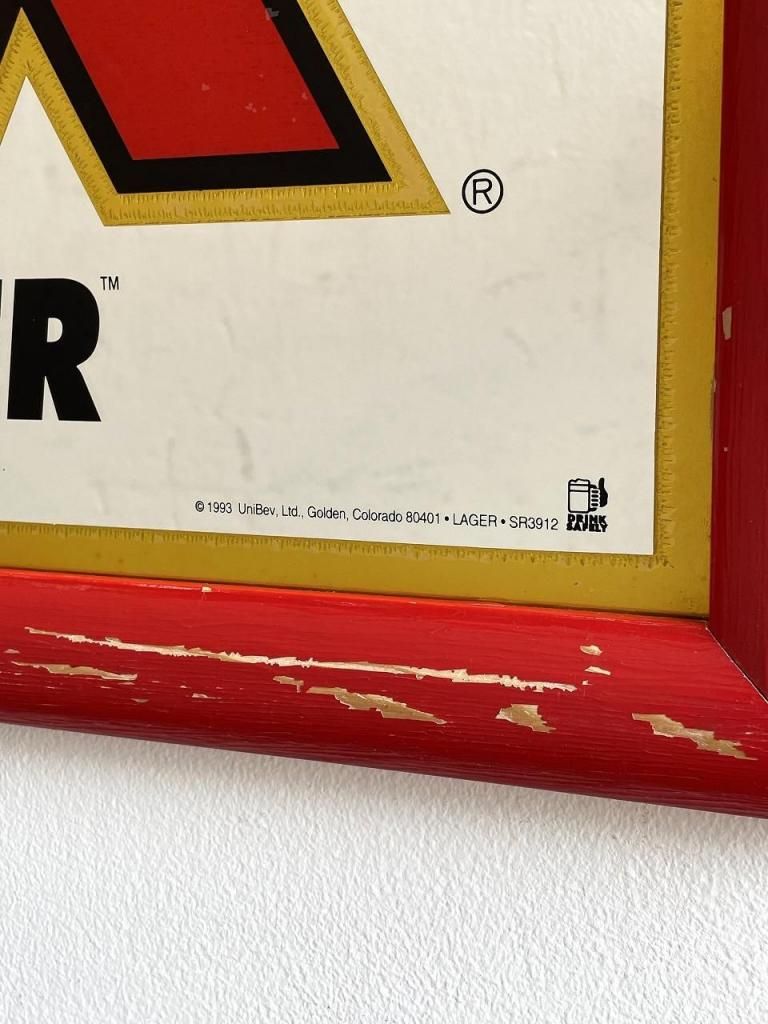 ®
R™
© 1993 UniBev, Ltd., Golden, Colorado 80401 • LAGER • SR3912
DRINK
SAFELY